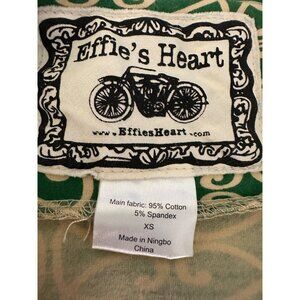 Effie's Heart
www.EffiesHeart.com
Main fabric: 95% Cotton
5% Spandex
XS
Made in Ningbo
China